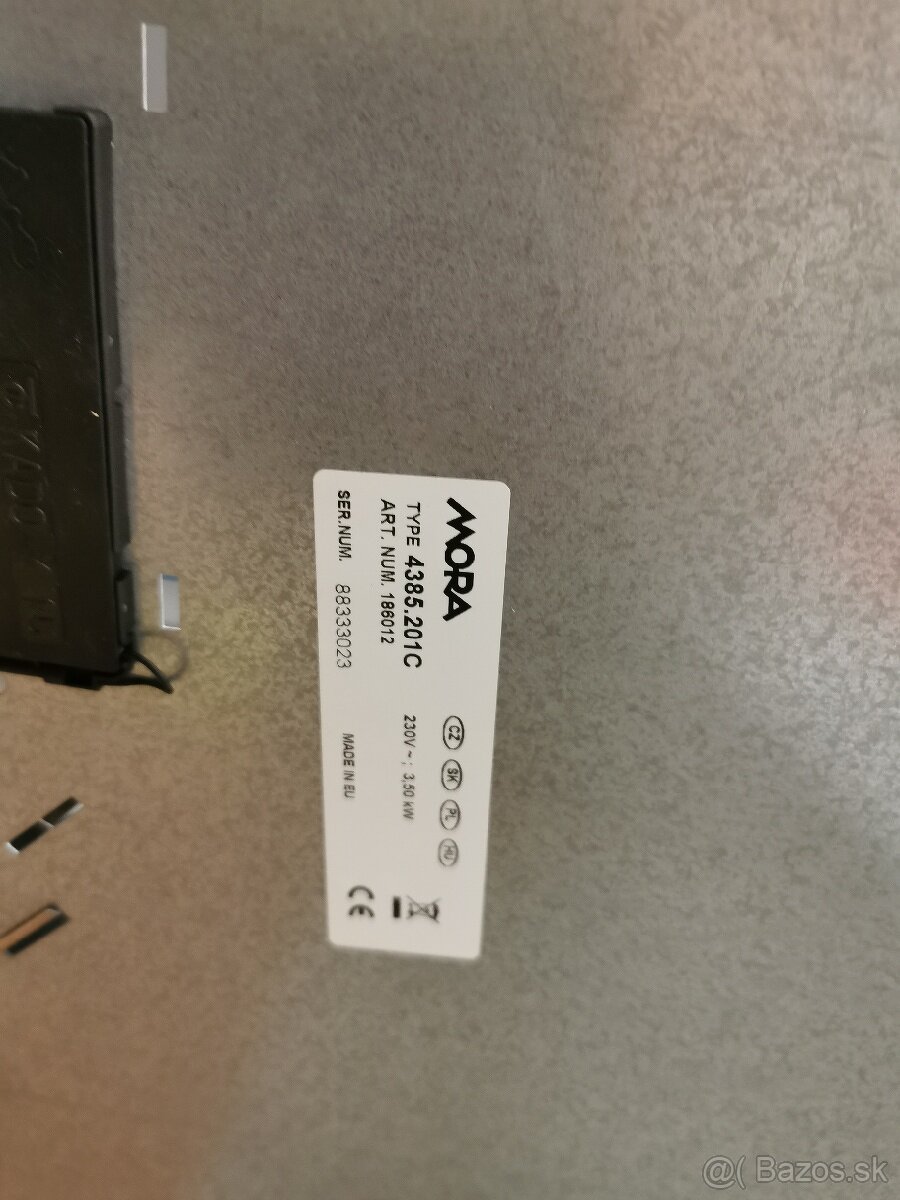 MORA
TYPE 4385.201C
ART. NUM. 186012
SER.NUM. 88333023
CZ SK PL HU
230V ~ ; 3,50 kW
MADE IN EU
CE
@( Bazos.sk